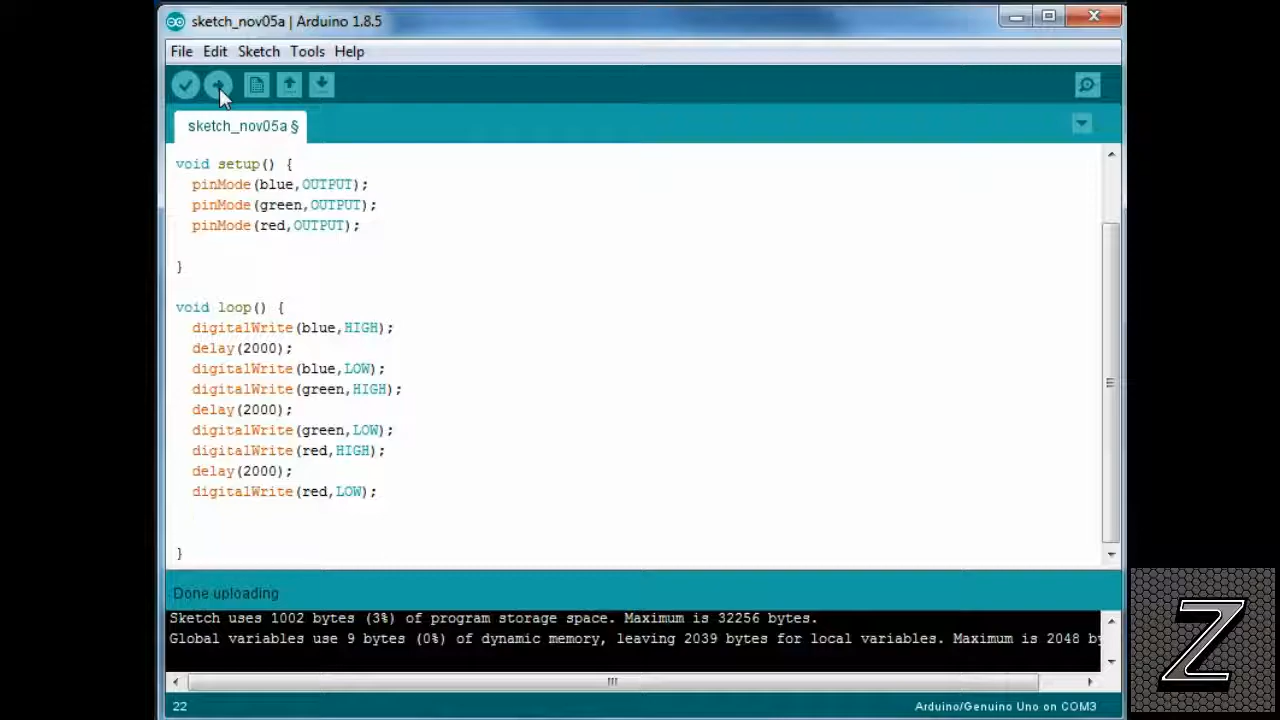 sketch_nov05a | Arduino 1.8.5
File Edit Sketch Tools Help
sketch_nov05a §
void setup() {
pinMode(blue,OUTPUT);
pinMode(green,OUTPUT);
pinMode(red,OUTPUT);
}
void loop() {
digitalWrite(blue,HIGH);
delay(2000);
digitalWrite(blue,LOW);
digitalWrite(green,HIGH);
delay(2000);
digitalWrite(green,LOW);
digitalWrite(red,HIGH);
delay(2000);
digitalWrite(red,LOW);
}
Done uploading
Sketch uses 1002 bytes (3%) of program storage space. Maximum is 32256 bytes.
Global variables use 9 bytes (0%) of dynamic memory, leaving 2039 bytes for local variables. Maximum is 2048 by
22
Arduino/Genuino Uno on COM3
Z